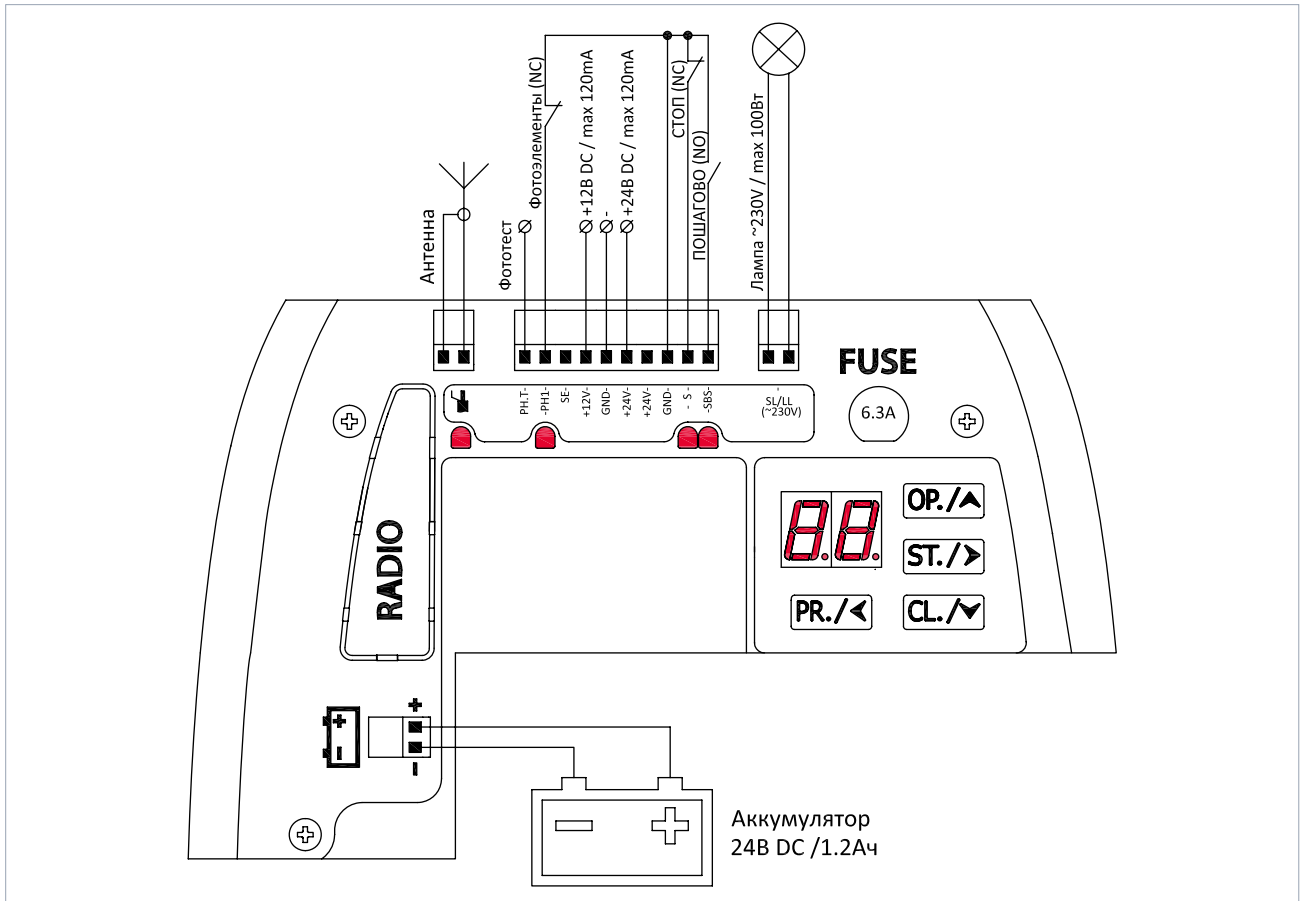 Антенна
Фототест
Фотоэлементы (NC)
+12В DC / max 120mA
-
+24В DC / max 120mA
СТОП (NC)
ПОШАГОВО (NO)
Лампа ~230V / max 100Вт
PH.T-
-PH1-
SE-
+12V-
GND-
+24V-
+24V-
GND-
- S -
-SBS-
-
SL/LL
(~230V)
FUSE
6.3A
RADIO
8.8.
OP./
ST./
PR./
CL./
+
-
+
-
Аккумулятор
24В DC /1.2Ач